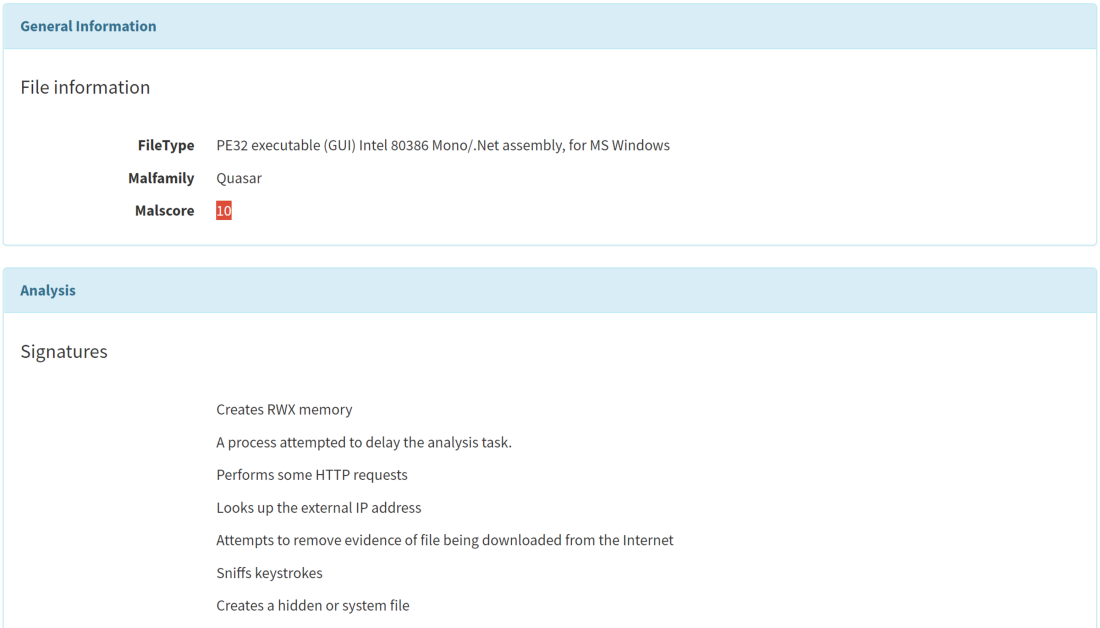 General Information
File information
FileType PE32 executable (GUI) Intel 80386 Mono/.Net assembly, for MS Windows
Malfamily Quasar
Malscore 10
Analysis
Signatures
Creates RWX memory
A process attempted to delay the analysis task.
Performs some HTTP requests
Looks up the external IP address
Attempts to remove evidence of file being downloaded from the Internet
Sniffs keystrokes
Creates a hidden or system file